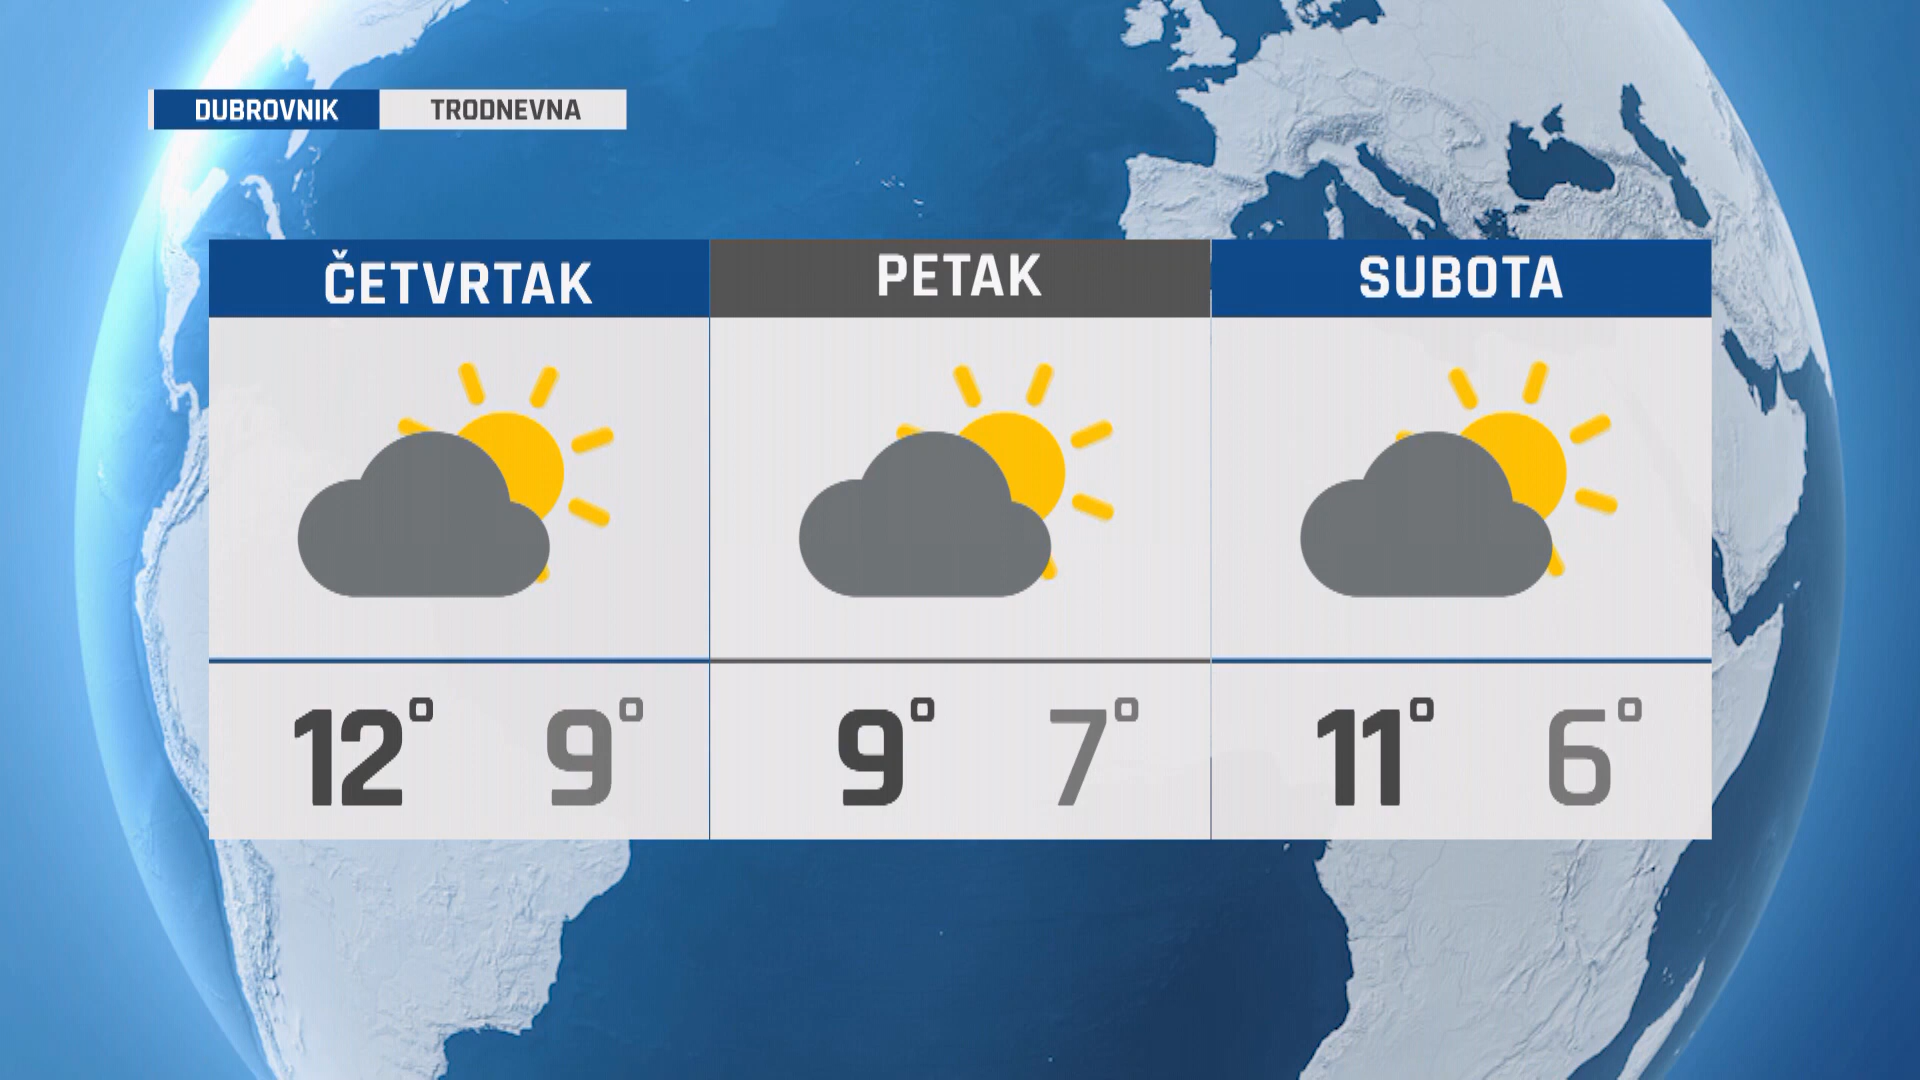 DUBROVNIK TRODNEVNA
ČETVRTAK PETAK SUBOTA
12° 9° 9° 7° 11° 6°